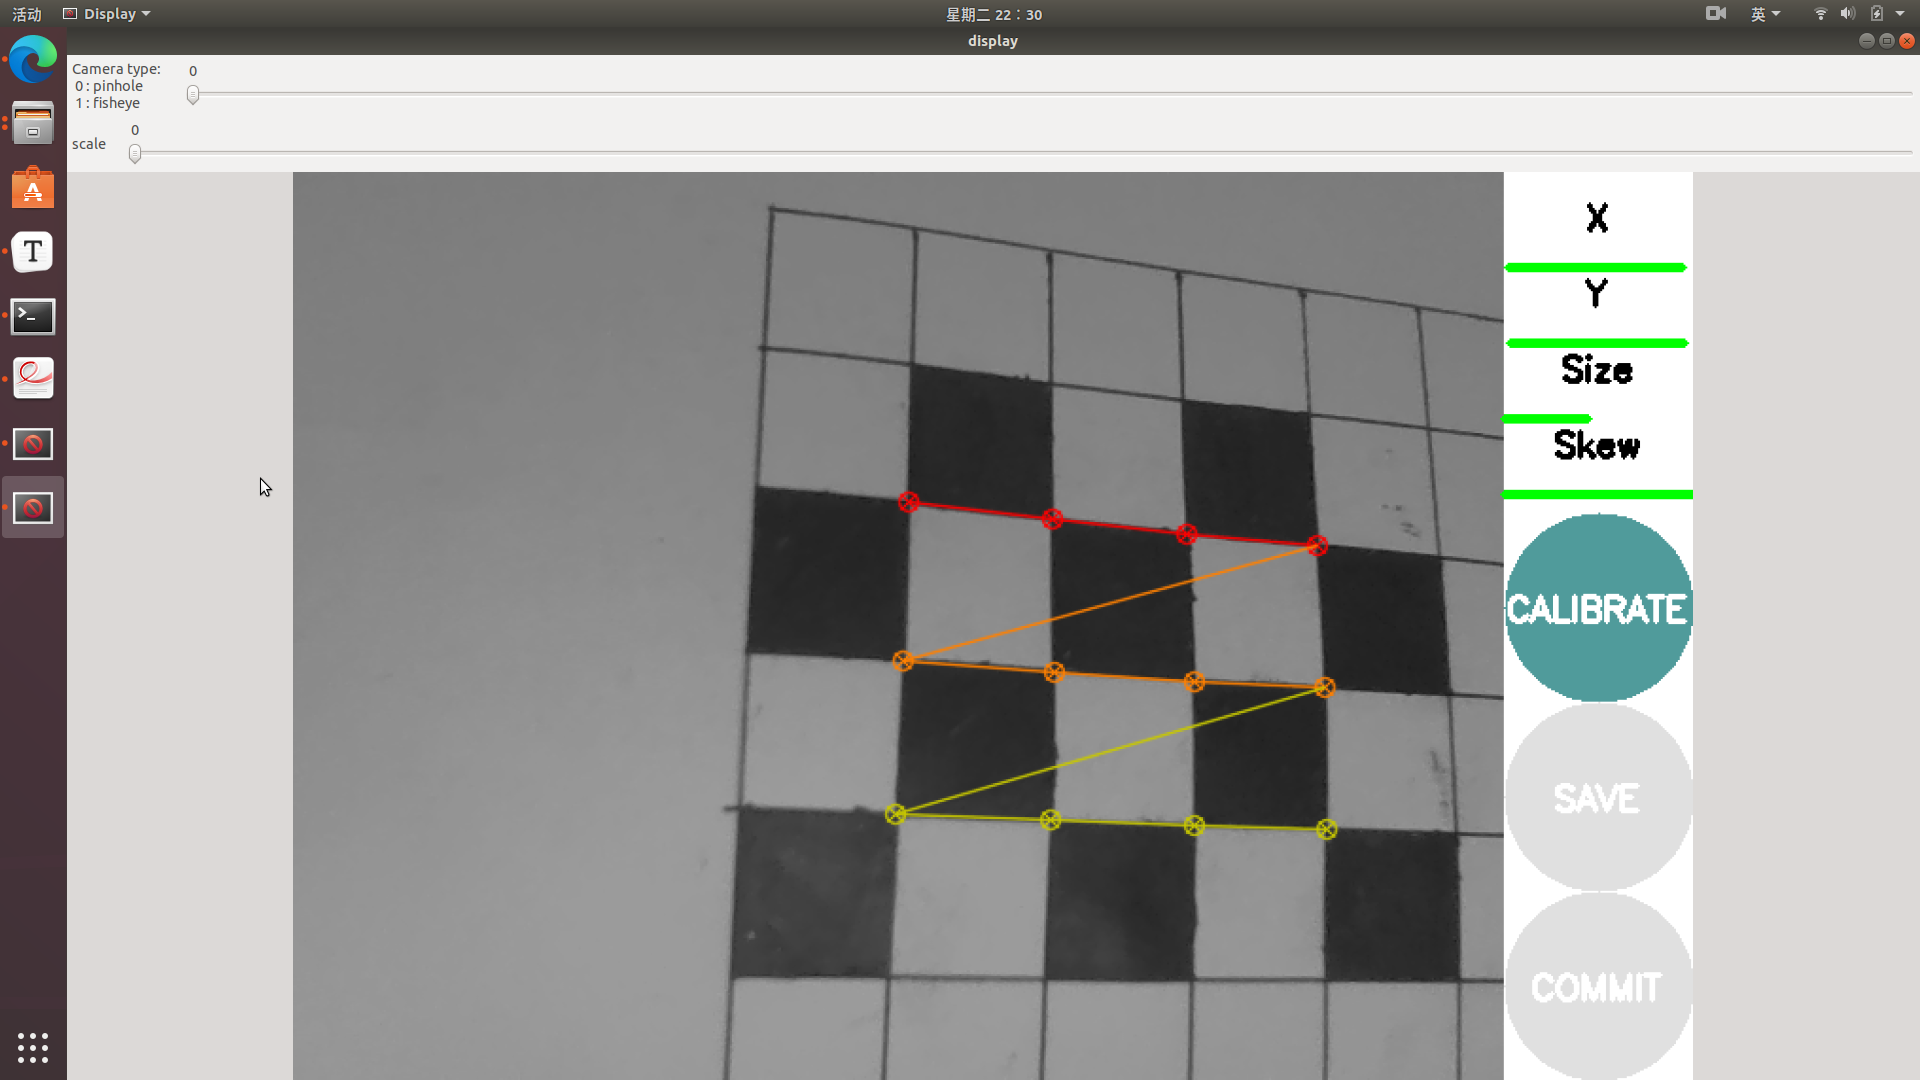 活动 Display 星期二 22：30 英
display
Camera type:
0 : pinhole
1 : fisheye
0
scale
0
X
Y
Size
Skew
CALIBRATE
SAVE
COMMIT
A
T
>_